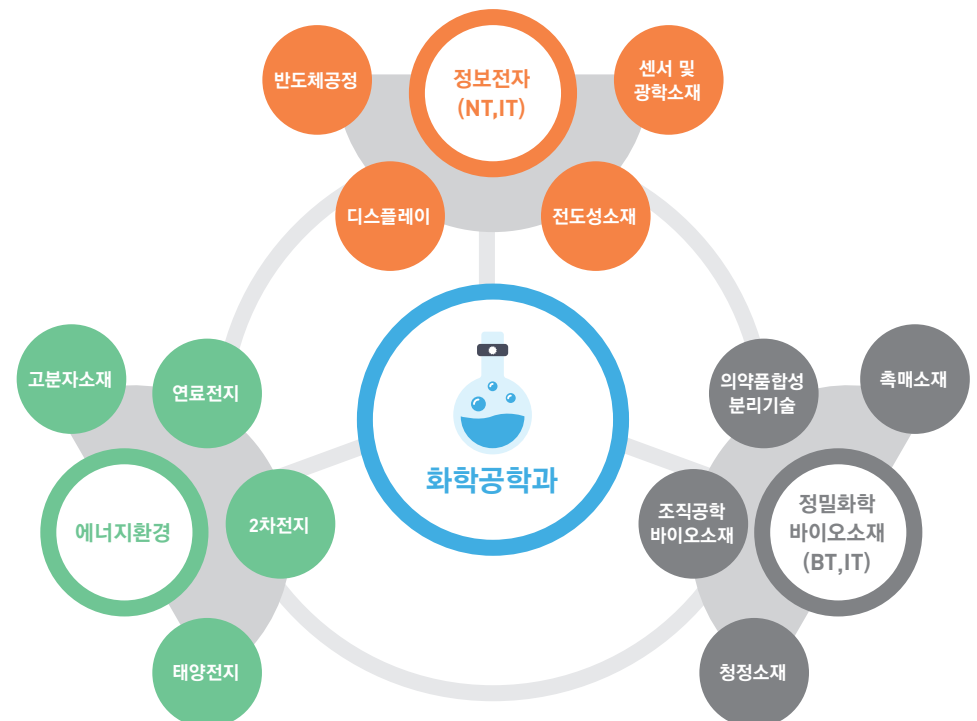 반도체공정
정보전자
(NT,IT)
센서 및
광학소재
디스플레이
전도성소재
고분자소재
연료전지
에너지환경
2차전지
태양전지
화학공학과
의약품합성
분리기술
촉매소재
조직공학
바이오소재
정밀화학
바이오소재
(BT,IT)
청정소재